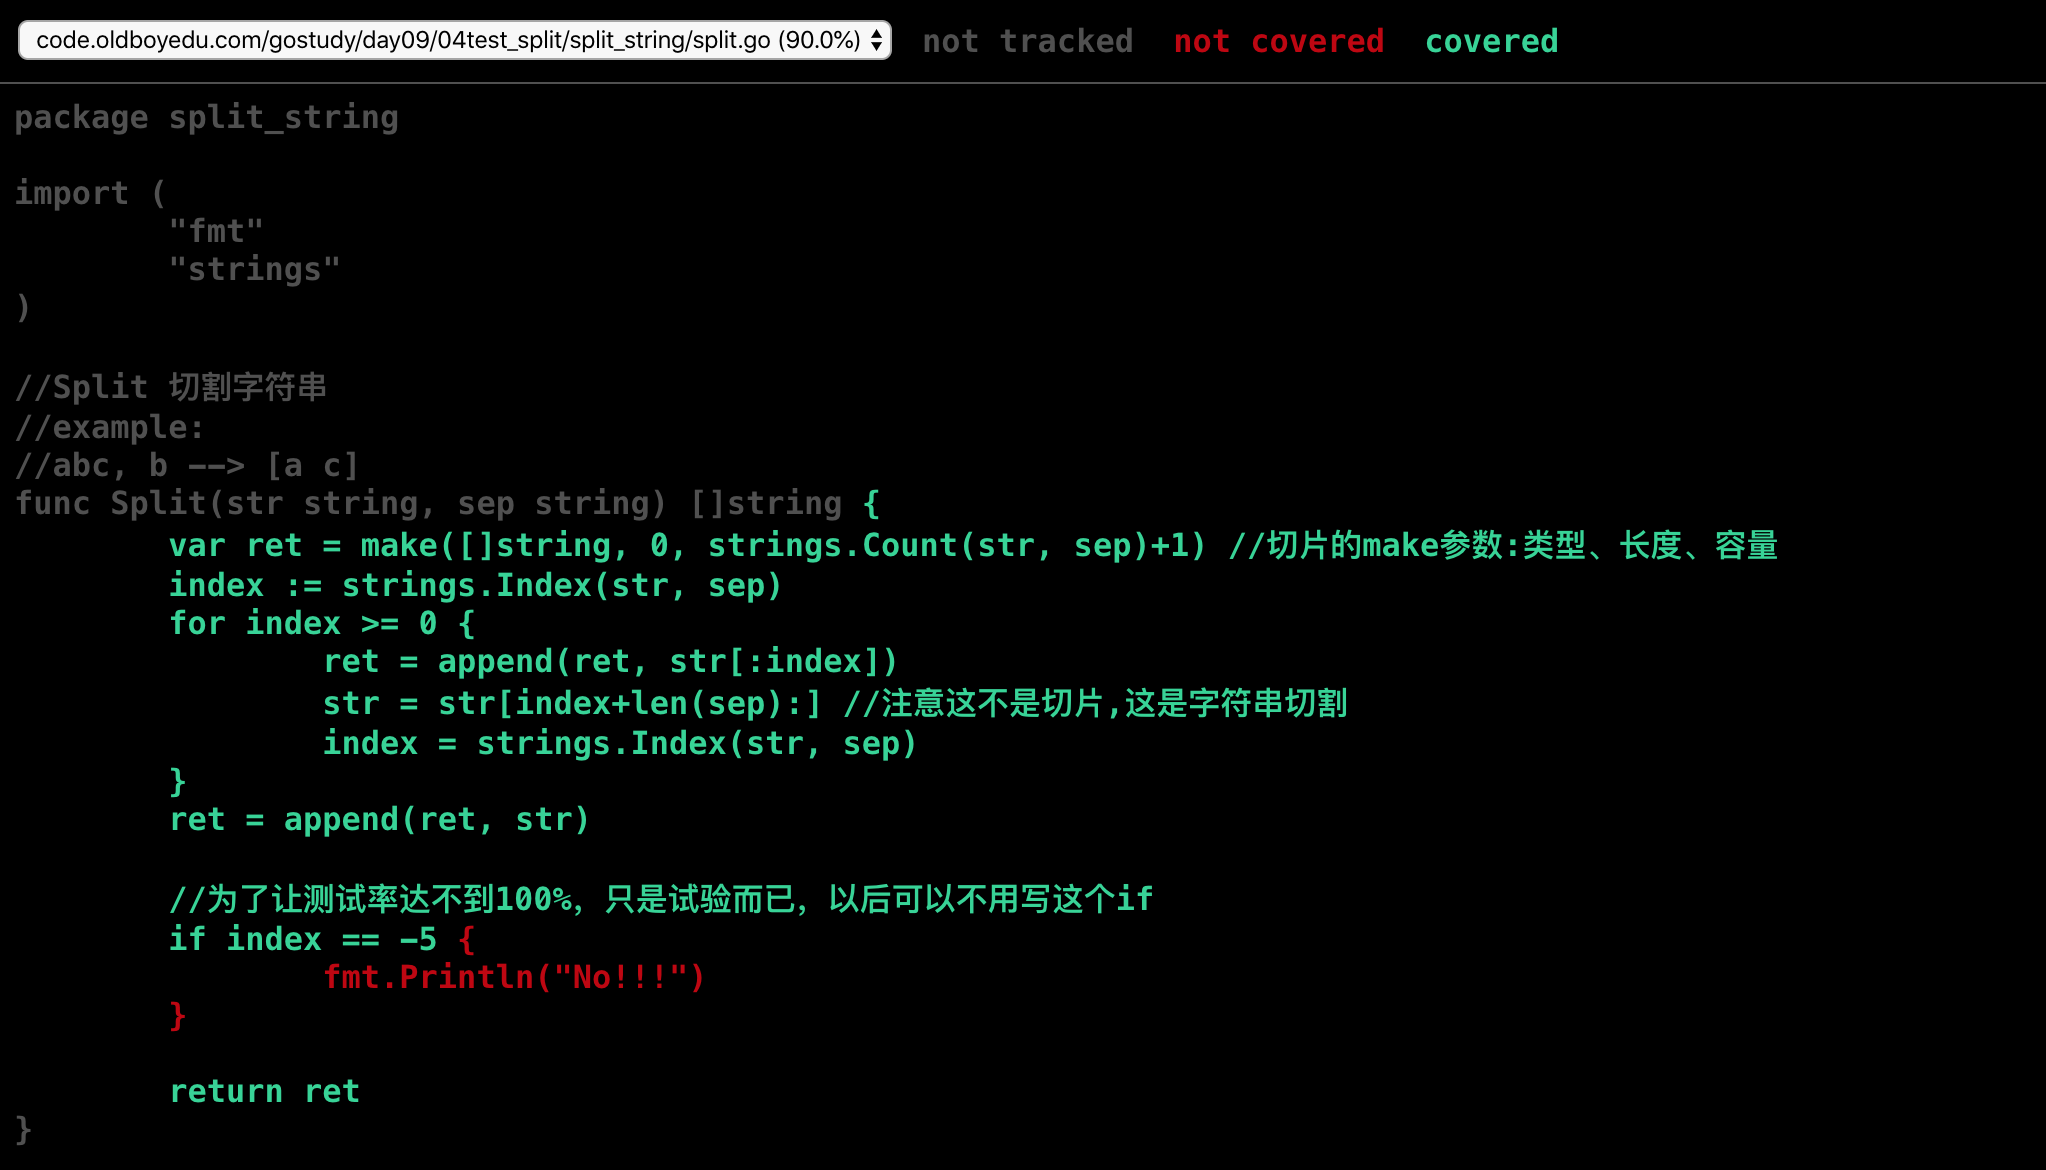 code.oldboyedu.com/gostudy/day09/04test_split/split_string/split.go (90.0%) not tracked not covered covered
package split_string
import (
"fmt"
"strings"
)
//Split 切割字符串
//example:
//abc, b --> [a c]
func Split(str string, sep string) []string {
var ret = make([]string, 0, strings.Count(str, sep)+1) //切片的make参数:类型、长度、容量
index := strings.Index(str, sep)
for index >= 0 {
ret = append(ret, str[:index])
str = str[index+len(sep):] //注意这不是切片,这是字符串切割
index = strings.Index(str, sep)
}
ret = append(ret, str)
//为了让测试率达不到100%，只是试验而已，以后可以不用写这个if
if index == -5 {
fmt.Println("No!!!")
}
return ret
}